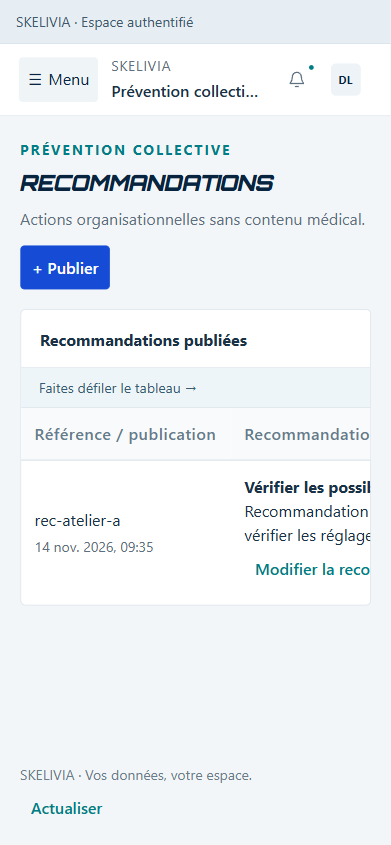 SKELIVIA · Espace authentifié
☰ Menu
SKELIVIA
Prévention collecti...
DL
PRÉVENTION COLLECTIVE
RECOMMANDATIONS
Actions organisationnelles sans contenu médical.
+ Publier
Recommandations publiées
Faites défiler le tableau →
Référence / publication
Recommandatio
Vérifier les possil
Recommandation
vérifier les réglage
rec-atelier-a
14 nov. 2026, 09:35
Modifier la reco
SKELIVIA · Vos données, votre espace.
Actualiser